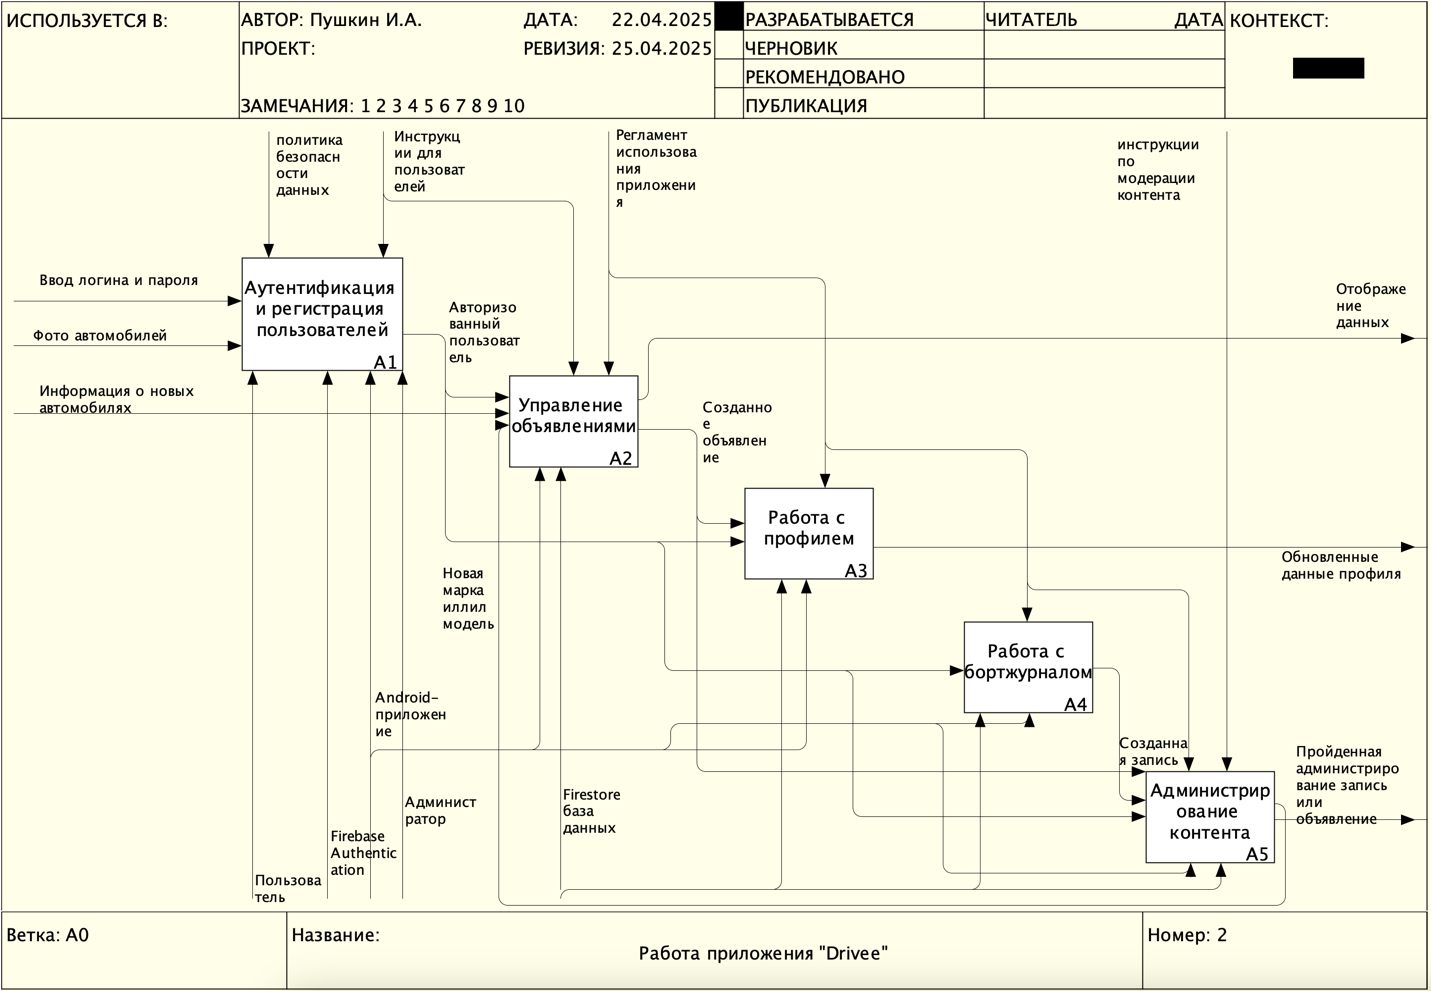 ИСПОЛЬЗУЕТСЯ В:
АВТОР: Пушкин И.А.
ДАТА: 22.04.2025
ПРОЕКТ:
РЕВИЗИЯ: 25.04.2025
ЗАМЕЧАНИЯ: 1 2 3 4 5 6 7 8 9 10
РАЗРАБАТЫВАЕТСЯ
ЧЕРНОВИК
РЕКОМЕНДОВАНО
ПУБЛИКАЦИЯ
ЧИТАТЕЛЬ
ДАТА
КОНТЕКСТ:
политика
безопасн
ости
данных
Инструкц
ии для
пользоват
елей
Регламент
использова
ния
приложени
я
инструкции
по
модерации
контента
Ввод логина и пароля
Фото автомобилей
Информация о новых
автомобилях
Аутентификация
и регистрация
пользователей
A1
Авторизо
ванный
пользоват
ель
Отображе
ние
данных
Управление
объявлениями
A2
Созданно
е
объявлен
ие
Работа с
профилем
A3
Обновленные
данные профиля
Новая
марка
иллил
модель
Работа с
бортжурналом
A4
Android-
приложен
ие
Созданна
я запись
Администрир
ование
контента
A5
Пройденная
администриро
вание запись
или
объявление
Firestore
база
данных
Админист
ратор
Firebase
Authentic
ation
Пользова
тель
Ветка: A0
Название:
Работа приложения "Drivee"
Номер: 2